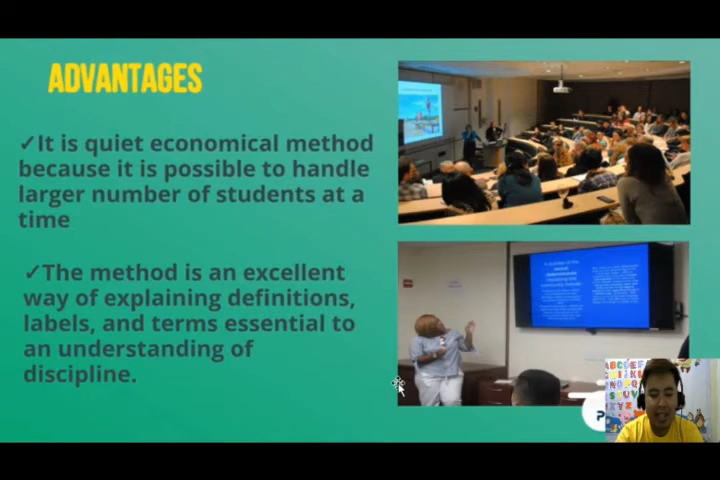 ADVANTAGES
✓It is quiet economical method
because it is possible to handle
larger number of students at a
time
✓The method is an excellent
way of explaining definitions,
labels, and terms essential to
an understanding of
discipline.